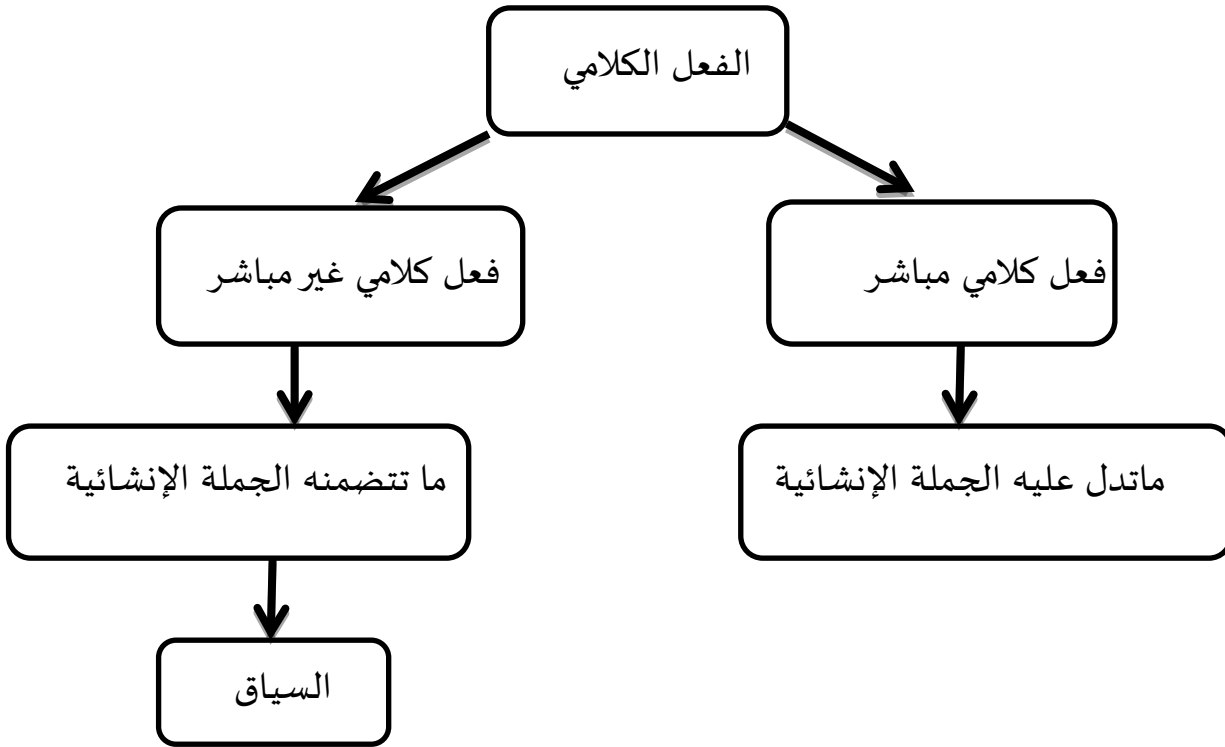 الفعل الكلامي
فعل كلامي مباشر
فعل كلامي غير مباشر
ماتدل عليه الجملة الإنشائية
ما تتضمنه الجملة الإنشائية
السياق